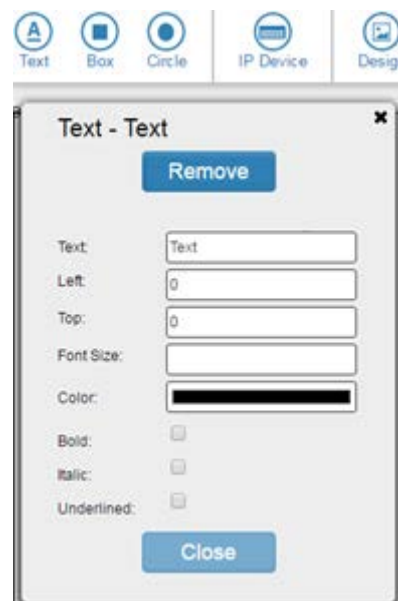 A
Text Box Circle IP Device Desig
Text - Text
Remove
Text: Text
Left: 0
Top: 0
Font Size:
Color:
Bold:
Italic:
Underlined:
Close